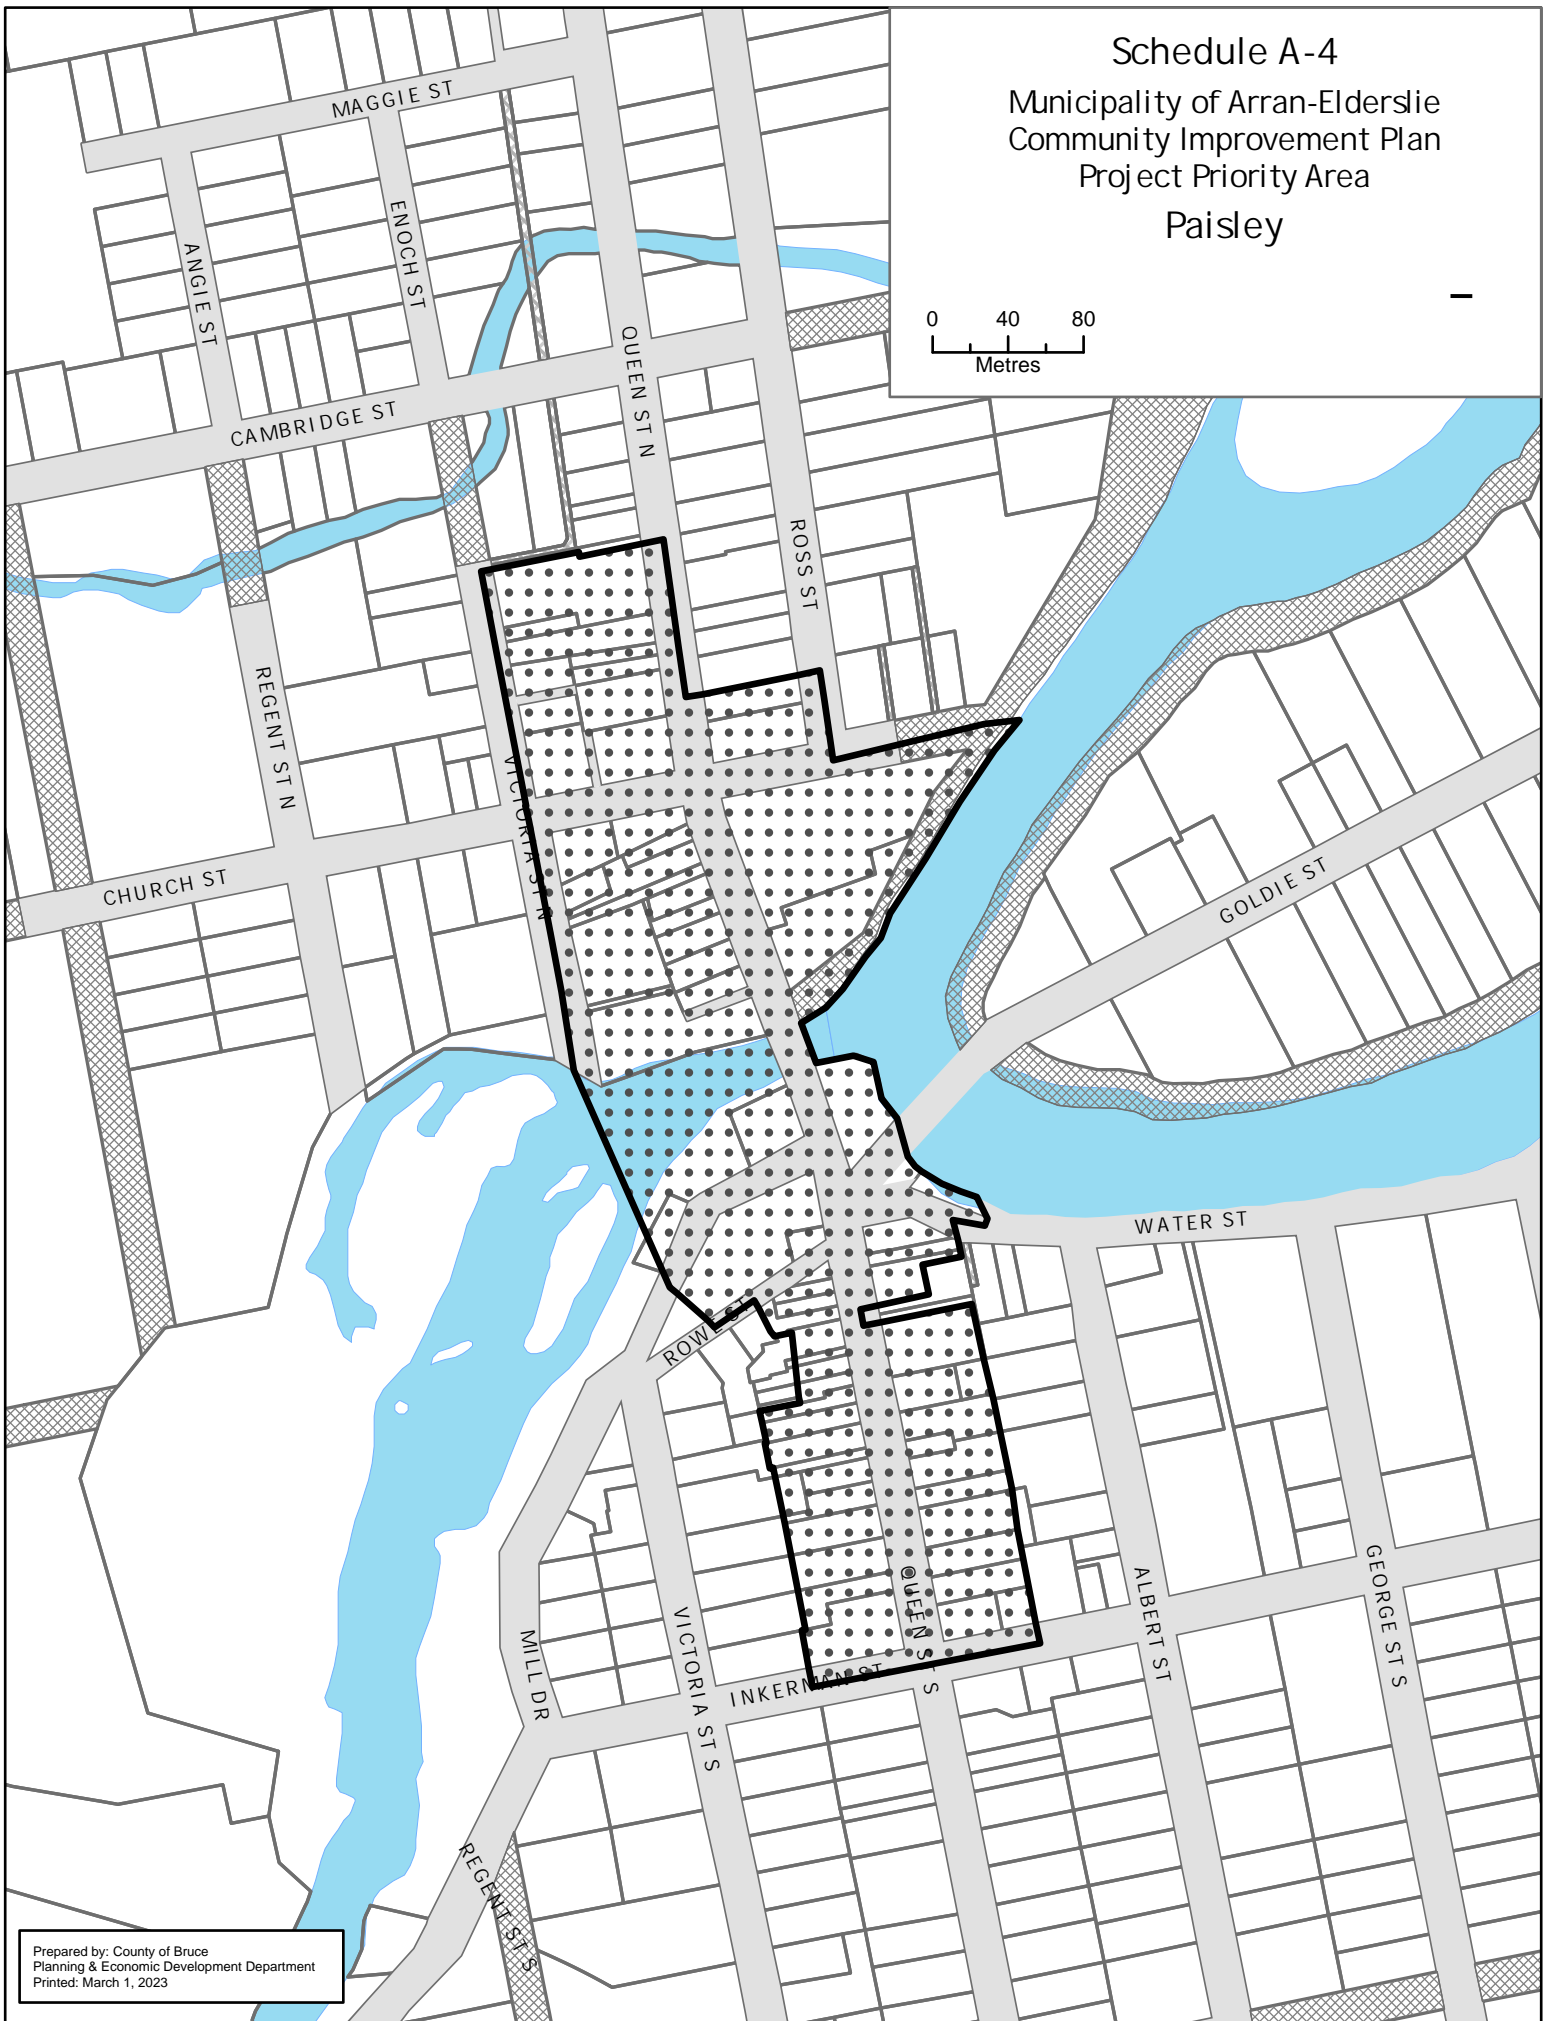 Schedule A-4
Municipality of Arran-Elderslie
Community Improvement Plan
Project Priority Area
Paisley
0 40 80
Metres
MAGGIE ST
ENOCH ST
ANGIE ST
QUEEN ST N
CAMBRIDGE ST
ROSS ST
REGENT ST N
VICTORIA ST N
CHURCH ST
GOLDIE ST
WATER ST
ROWE ST
QUEEN ST S
ALBERT ST
GEORGE ST S
MILL DR
VICTORIA ST S
INKERMAN ST
REGENT ST S
Prepared by: County of Bruce
Planning & Economic Development Department
Printed: March 1, 2023